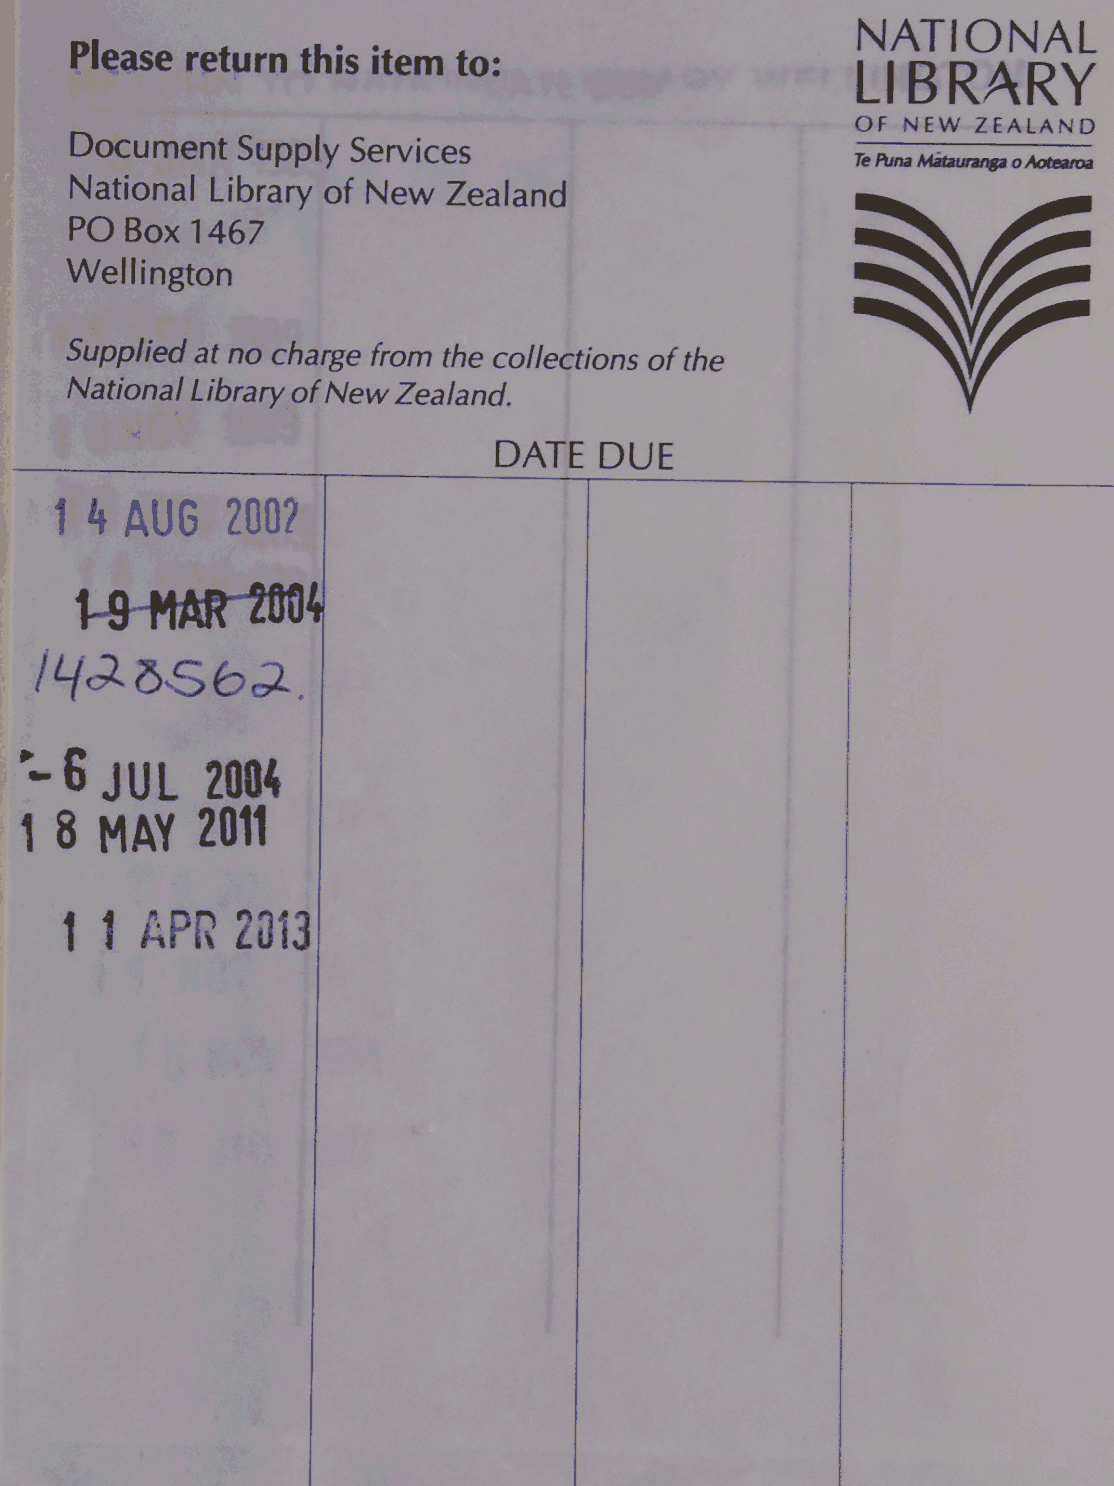 Please return this item to:
NATIONAL
LIBRARY
OF NEW ZEALAND
Te Puna Mātauranga o Aotearoa
Document Supply Services
National Library of New Zealand
PO Box 1467
Wellington
Supplied at no charge from the collections of the
National Library of New Zealand.
DATE DUE
14 AUG 2002
19 MAR 2004
1428562.
-6 JUL 2004
18 MAY 2011
11 APR 2013